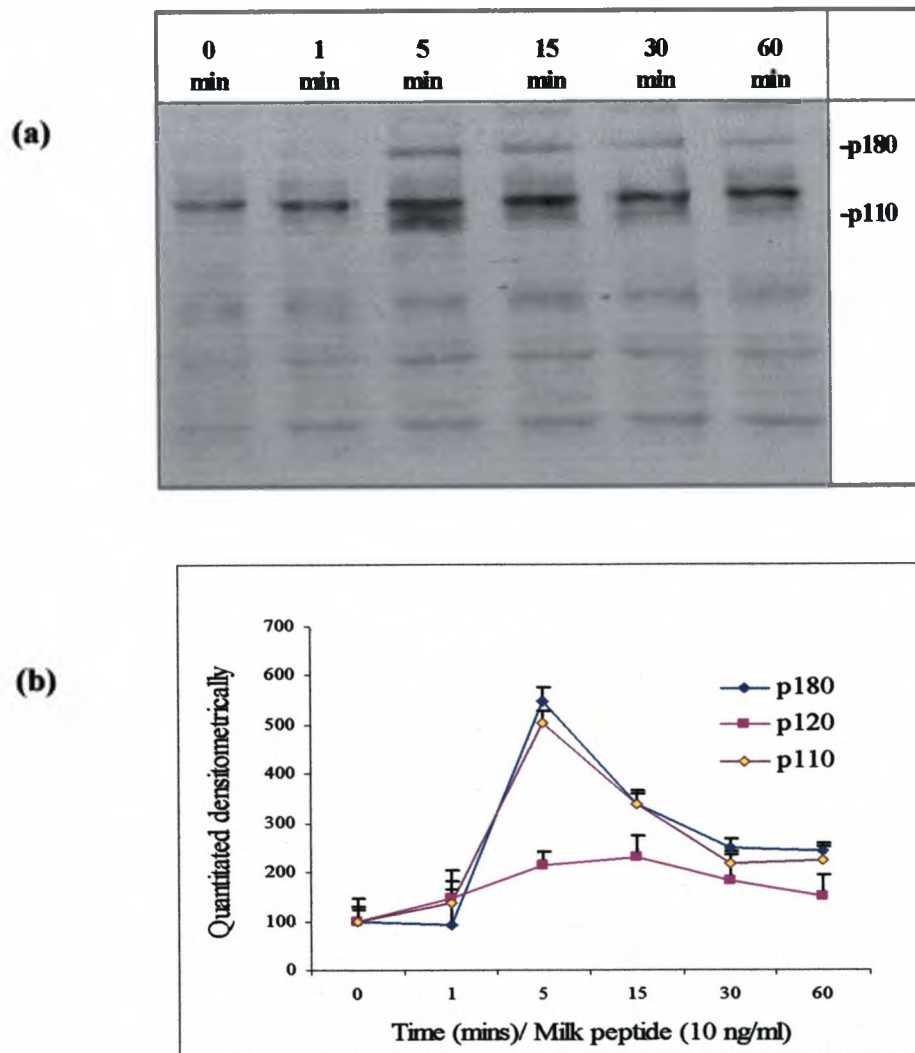 (a)
0 min
1 min
5 min
15 min
30 min
60 min
-p180
-p110
(b)
700
600
500
400
300
200
100
0
Quantitated densitometrically
p180
p120
p110
0 1 5 15 30 60
Time (mins)/ Milk peptide (10 ng/ml)